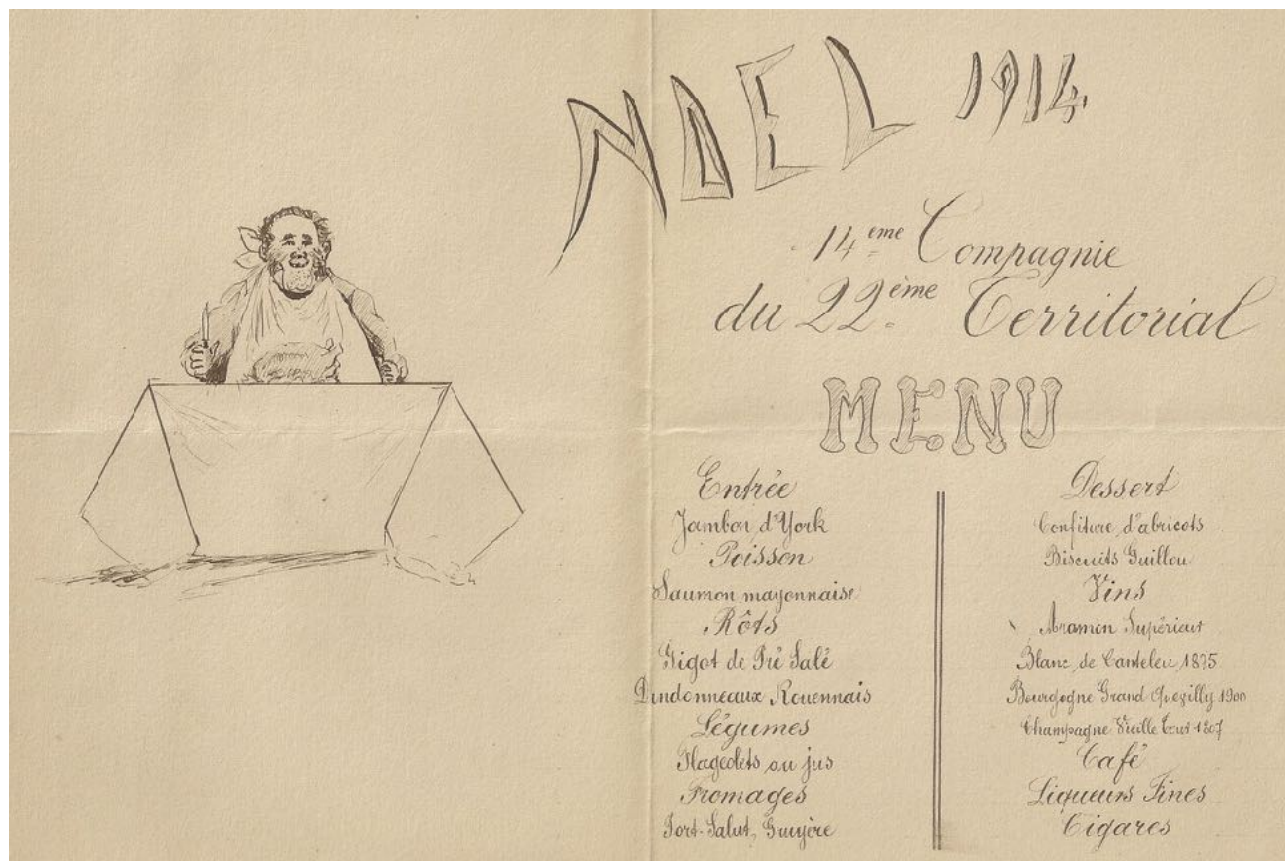 NOEL 1914
14ème Compagnie
du 22ème Territorial
MENU
Entrée
Jambon d'York
Poisson
Saumon mayonnaise
Rôts
Gigot de Pré Salé
Dindonneaux Rouennais
Légumes
Flageolets au jus
Fromages
Port-Salut, Gruyère
Dessert
Confiture d'abricots
Biscuits Guillou
Vins
Aramon Supérieur
Blanc de Canteleu 1875
Bourgogne Grand Quevilly 1900
Champagne Vieille
Café
Liqueurs Fines
Cigares